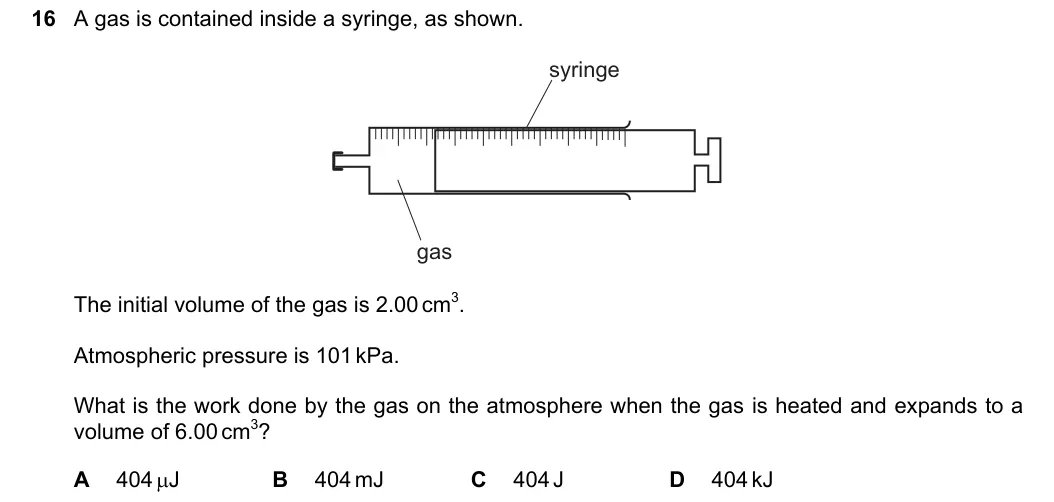 16 A gas is contained inside a syringe, as shown.
syringe
gas
The initial volume of the gas is 2.00 cm³.
Atmospheric pressure is 101 kPa.
What is the work done by the gas on the atmosphere when the gas is heated and expands to a
volume of 6.00 cm³?
A 404 μJ B 404 mJ C 404 J D 404 kJ